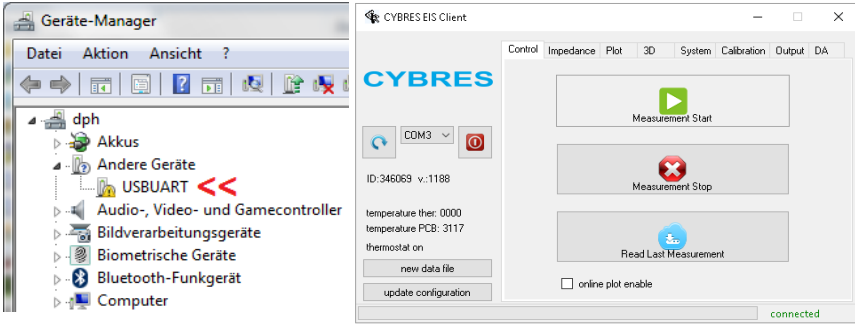 Geräte-Manager
Datei Aktion Ansicht ?
dph
Akkus
Andere Geräte
USBUART <<
Audio-, Video- und Gamecontroller
Bildverarbeitungsgeräte
Biometrische Geräte
Bluetooth-Funkgerät
Computer
CYBRES EIS Client
Control Impedance Plot 3D System Calibration Output DA
CYBRES
COM3
ID:346069 v.:1188
temperature ther: 0000
temperature PCB: 3117
thermostat on
new data file
update configuration
Measurement Start
Measurement Stop
Read Last Measurement
online plot enable
connected